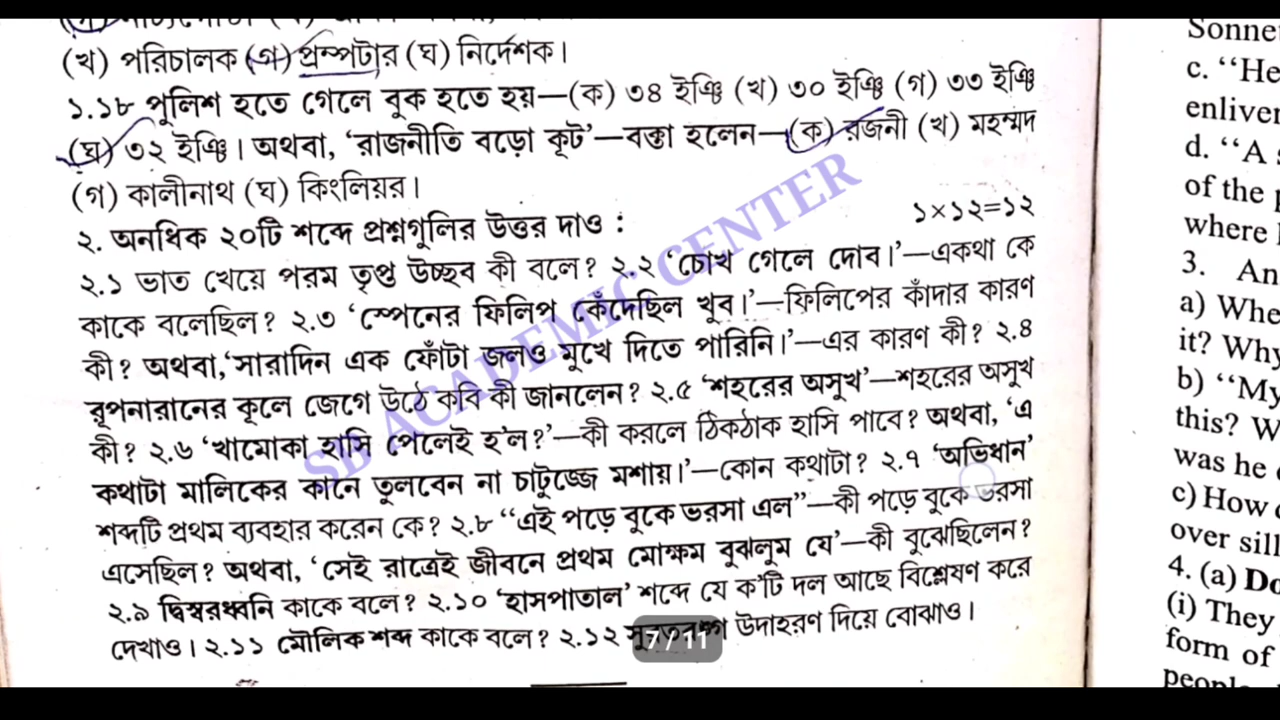 (খ) পরিচালক (গ) প্রম্পটার (ঘ) নির্দেশক।
১.১৮ পুলিশ হতে গেলে বুক হতে হয়—(ক) ৩৪ ইঞ্চি (খ) ৩০ ইঞ্চি (গ) ৩৩ ইঞ্চি
(ঘ) ৩২ ইঞ্চি। অথবা, ‘রাজনীতি বড়ো কূট’—বক্তা হলেন—(ক) রজনী (খ) মহম্মদ
(গ) কালীনাথ (ঘ) কিংলিয়র।
২. অনধিক ২০টি শব্দে প্রশ্নগুলির উত্তর দাও : ১×১২=১২
২.১ ভাত খেয়ে পরম তৃপ্ত উচ্ছব কী বলে? ২.২ ‘চোখ গেলে দোব।’—একথা কে
কাকে বলেছিল? ২.৩ ‘স্পেনের ফিলিপ কেঁদেছিল খুব।’—ফিলিপের কাঁদার কারণ
কী? অথবা, ‘সারাদিন এক ফোঁটা জলও মুখে দিতে পারিনি।’—এর কারণ কী? ২.৪
রূপনারানের কূলে জেগে উঠে কবি কী জানলেন? ২.৫ ‘শহরের অসুখ’—শহরের অসুখ
কী? ২.৬ ‘খামোকা হাসি পেলেই হ’ল?’—কী করলে ঠিকঠাক হাসি পাবে? অথবা, ‘এ
কথাটা মালিকের কানে তুলবেন না চাটুজ্জে মশায়।’—কোন কথাটা? ২.৭ ‘অভিধান’
শব্দটি প্রথম ব্যবহার করেন কে? ২.৮ “এই পড়ে বুকে ভরসা এল”—কী পড়ে বুকে ভরসা
এসেছিল? অথবা, ‘সেই রাত্রেই জীবনে প্রথম মোক্ষম বুঝলুম যে’—কী বুঝেছিলেন?
২.৯ দ্বিস্বরধ্বনি কাকে বলে? ২.১০ ‘হাসপাতাল’ শব্দে যে ক’টি দল আছে বিশ্লেষণ করে
দেখাও। ২.১১ মৌলিক শব্দ কাকে বলে? ২.১২ উদাহরণ দিয়ে বোঝাও।
7 / 11
SB ACADEMIC CENTER
Sonne
c. “He
enliven
d. “A
of the
where
3. An
a) Whe
it? Why
b) “My
this? W
was he
c) How
over sill
4. (a) Do
(i) They
form of